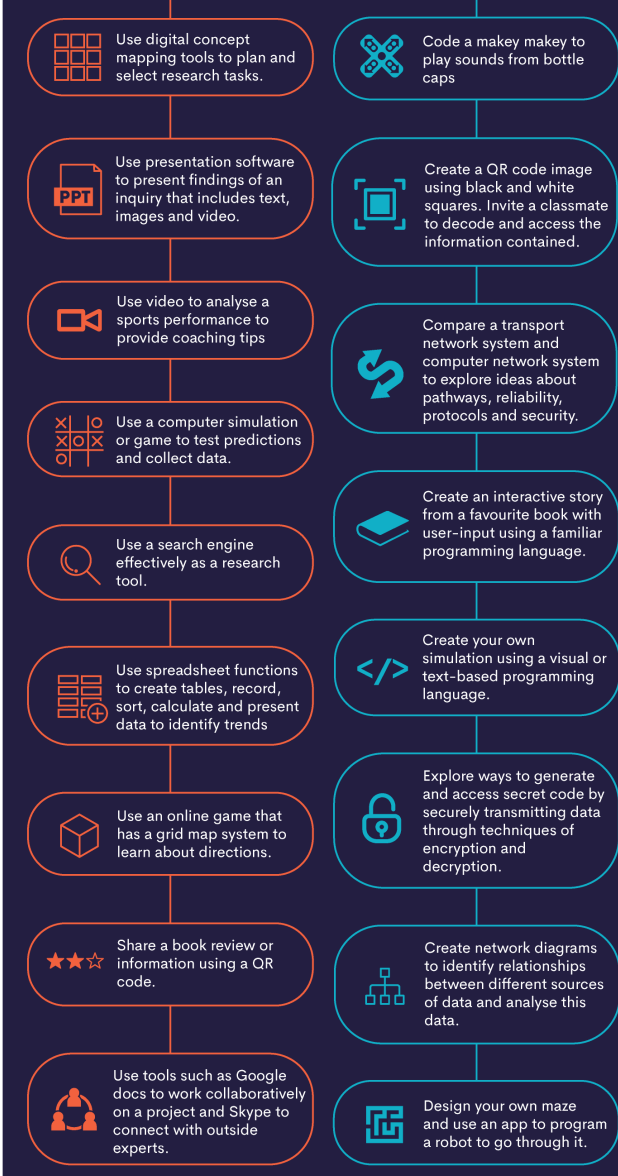 Use digital concept
mapping tools to plan and
select research tasks.
PPT
Use presentation software
to present findings of an
inquiry that includes text,
images and video.
Use video to analyse a
sports performance to
provide coaching tips
Use a computer simulation
or game to test predictions
and collect data.
Use a search engine
effectively as a research
tool.
Use spreadsheet functions
to create tables, record,
sort, calculate and present
data to identify trends
Use an online game that
has a grid map system to
learn about directions.
Share a book review or
information using a QR
code.
Use tools such as Google
docs to work collaboratively
on a project and Skype to
connect with outside
experts.
Code a makey makey to
play sounds from bottle
caps
Create a QR code image
using black and white
squares. Invite a classmate
to decode and access the
information contained.
Compare a transport
network system and
computer network system
to explore ideas about
pathways, reliability,
protocols and security.
Create an interactive story
from a favourite book with
user-input using a familiar
programming language.
</>
Create your own
simulation using a visual or
text-based programming
language.
Explore ways to generate
and access secret code by
securely transmitting data
through techniques of
encryption and
decryption.
Create network diagrams
to identify relationships
between different sources
of data and analyse this
data.
Design your own maze
and use an app to program
a robot to go through it.